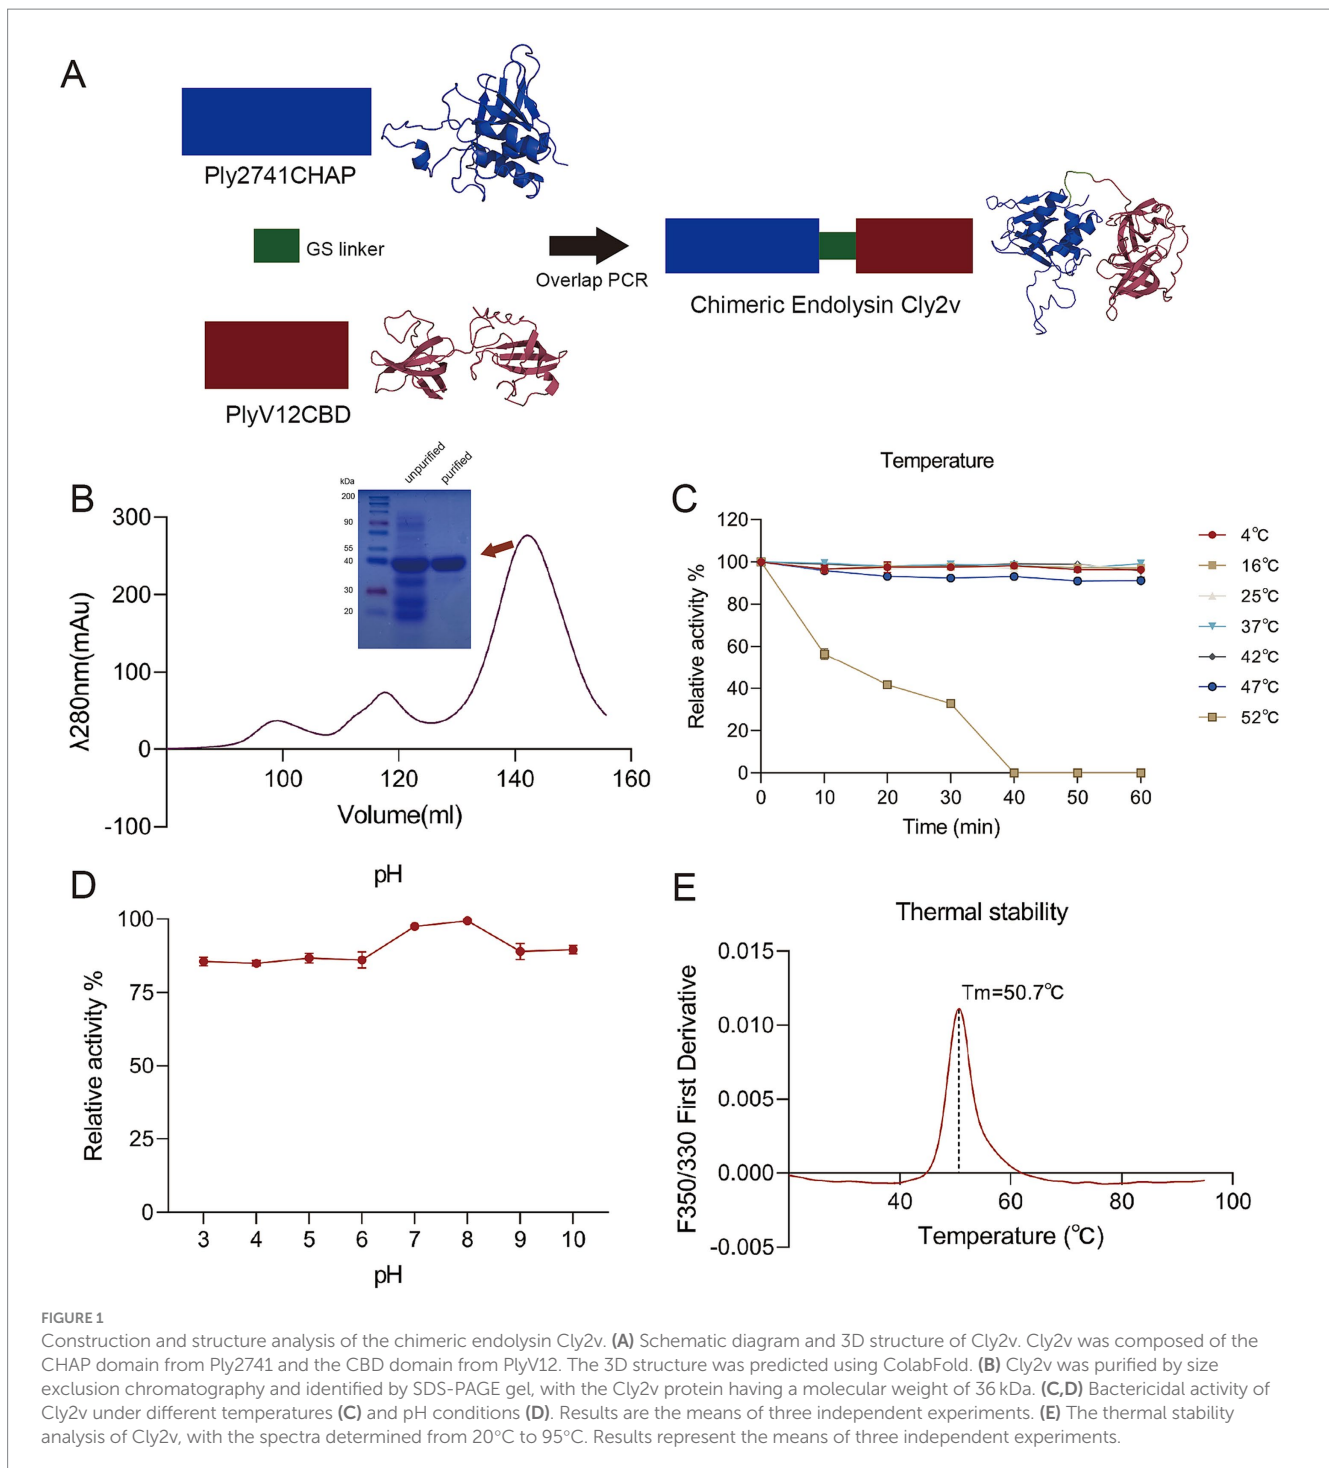 A
Ply2741CHAP
GS linker
PlyV12CBD
Overlap PCR
Chimeric Endolysin Cly2v
B
λ280nm(mAu)
300
200
100
0
-100
100
120
140
160
Volume(ml)
kDa
unpurified
purified
200
90
55
40
30
20
C
Temperature
Relative activity %
120
100
80
60
40
20
0
0
10
20
30
40
50
60
Time (min)
4℃
16℃
25℃
37℃
42℃
47℃
52℃
D
pH
Relative activity %
100
75
50
25
0
3
4
5
6
7
8
9
10
pH
E
Thermal stability
F350/330 First Derivative
0.015
0.010
0.005
0.000
-0.005
Tm=50.7℃
40
60
80
100
Temperature (℃)
FIGURE 1
Construction and structure analysis of the chimeric endolysin Cly2v. (A) Schematic diagram and 3D structure of Cly2v. Cly2v was composed of the
CHAP domain from Ply2741 and the CBD domain from PlyV12. The 3D structure was predicted using ColabFold. (B) Cly2v was purified by size
exclusion chromatography and identified by SDS-PAGE gel, with the Cly2v protein having a molecular weight of 36 kDa. (C,D) Bactericidal activity of
Cly2v under different temperatures (C) and pH conditions (D). Results are the means of three independent experiments. (E) The thermal stability
analysis of Cly2v, with the spectra determined from 20°C to 95°C. Results represent the means of three independent experiments.